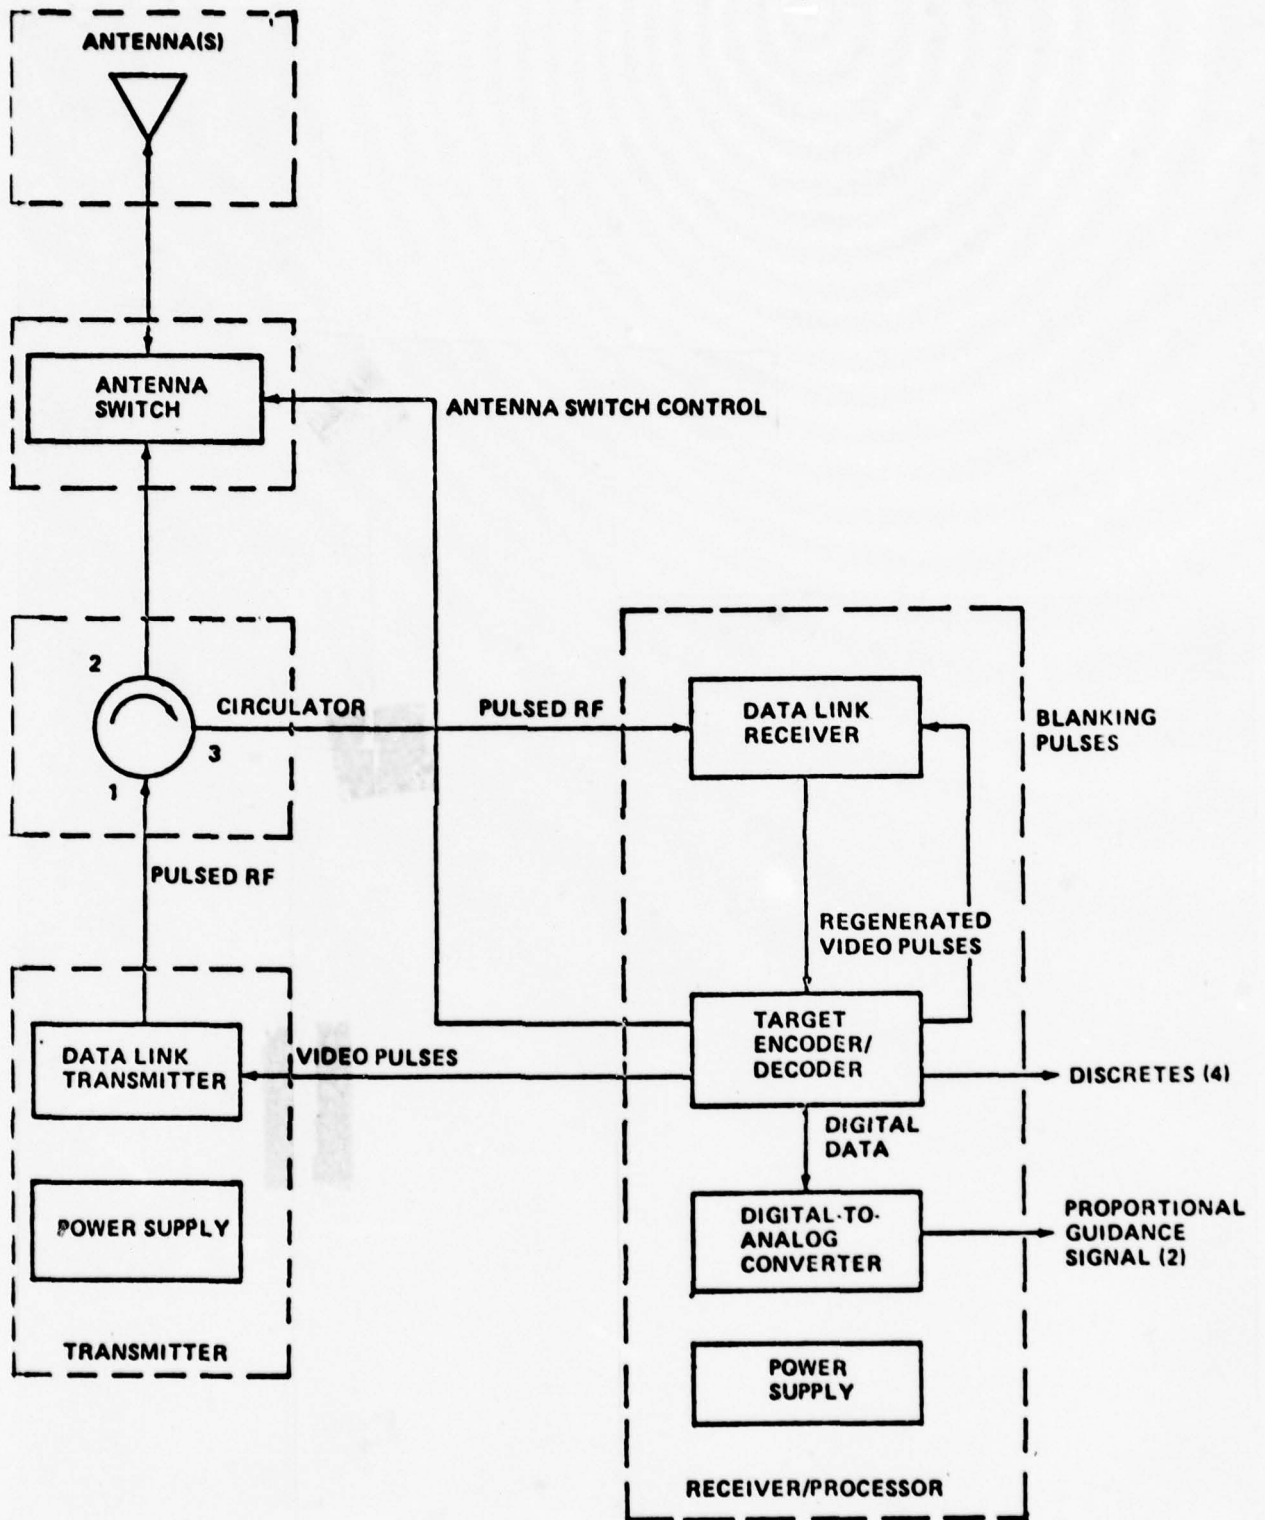 ANTENNA(S)
ANTENNA
SWITCH
ANTENNA SWITCH CONTROL
2
CIRCULATOR
3
1
PULSED RF
DATA LINK
RECEIVER
BLANKING
PULSES
PULSED RF
REGENERATED
VIDEO PULSES
DATA LINK
TRANSMITTER
VIDEO PULSES
TARGET
ENCODER/
DECODER
DISCRETES (4)
DIGITAL
DATA
POWER SUPPLY
DIGITAL-TO-
ANALOG
CONVERTER
PROPORTIONAL
GUIDANCE
SIGNAL (2)
TRANSMITTER
POWER
SUPPLY
RECEIVER/PROCESSOR